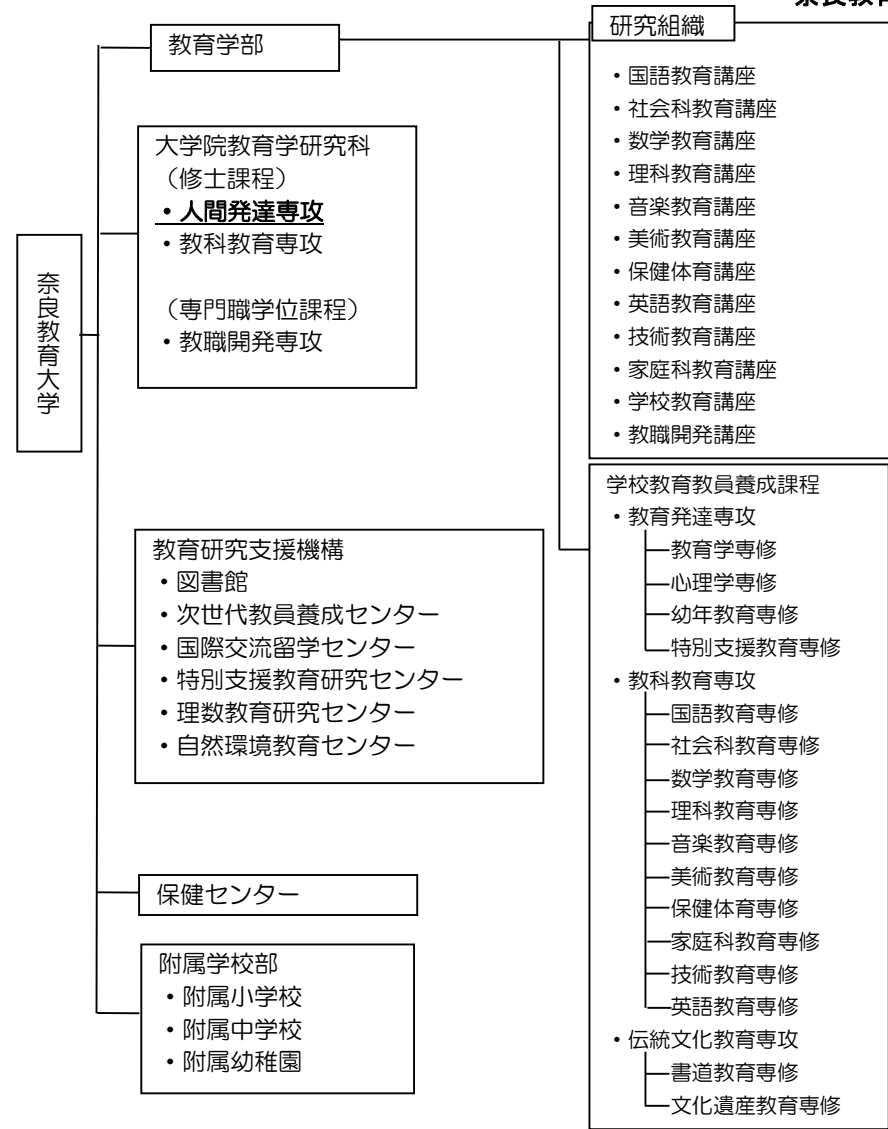 奈良教育大学
教育学部
大学院教育学研究科
（修士課程）
・人間発達専攻
・教科教育専攻
（専門職学位課程）
・教職開発専攻
教育研究支援機構
・図書館
・次世代教員養成センター
・国際交流留学センター
・特別支援教育研究センター
・理数教育研究センター
・自然環境教育センター
保健センター
附属学校部
・附属小学校
・附属中学校
・附属幼稚園
研究組織
・国語教育講座
・社会科教育講座
・数学教育講座
・理科教育講座
・音楽教育講座
・美術教育講座
・保健体育講座
・英語教育講座
・技術教育講座
・家庭科教育講座
・学校教育講座
・教職開発講座
学校教育教員養成課程
・教育発達専攻
教育学専修
心理学専修
幼年教育専修
特別支援教育専修
・教科教育専攻
国語教育専修
社会科教育専修
数学教育専修
理科教育専修
音楽教育専修
美術教育専修
保健体育専修
家庭科教育専修
技術教育専修
英語教育専修
・伝統文化教育専攻
書道教育専修
文化遺産教育専修